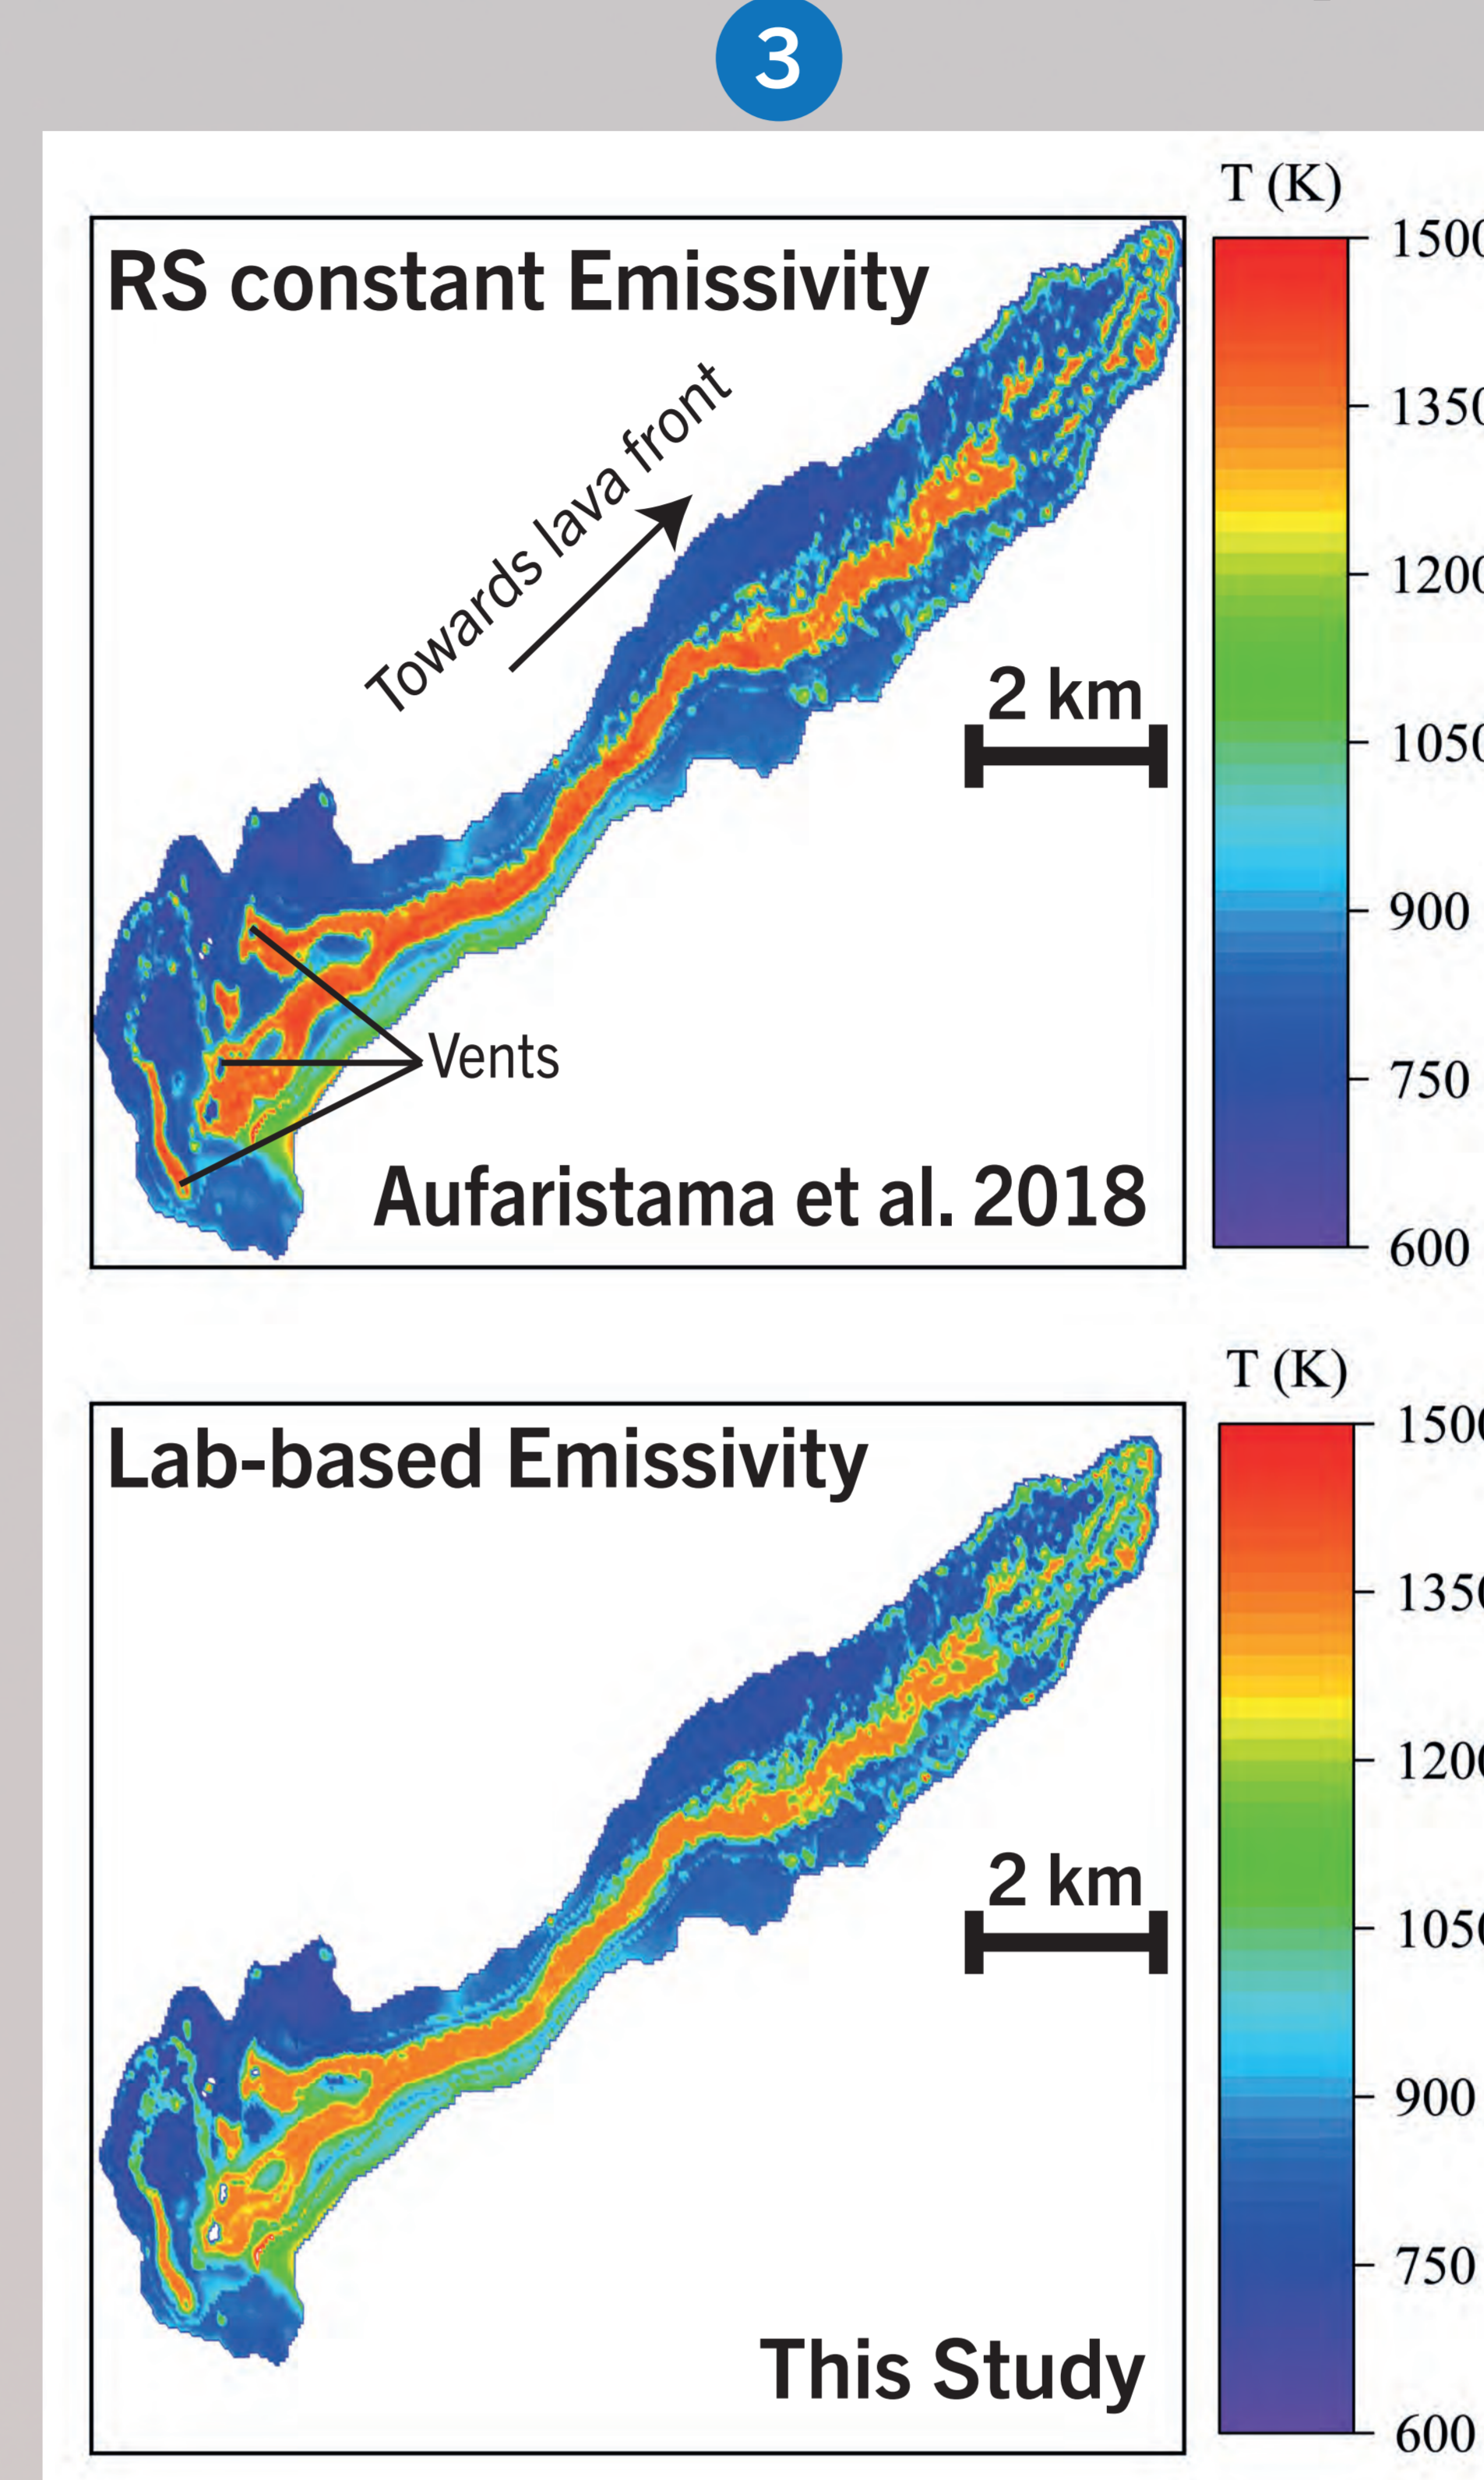 3
T (K)
RS constant Emissivity
Towards lava front
2 km
Vents
Aufaristama et al. 2018
900
750
600
T (K)
Lab-based Emissivity
2 km
This Study
900
750
600